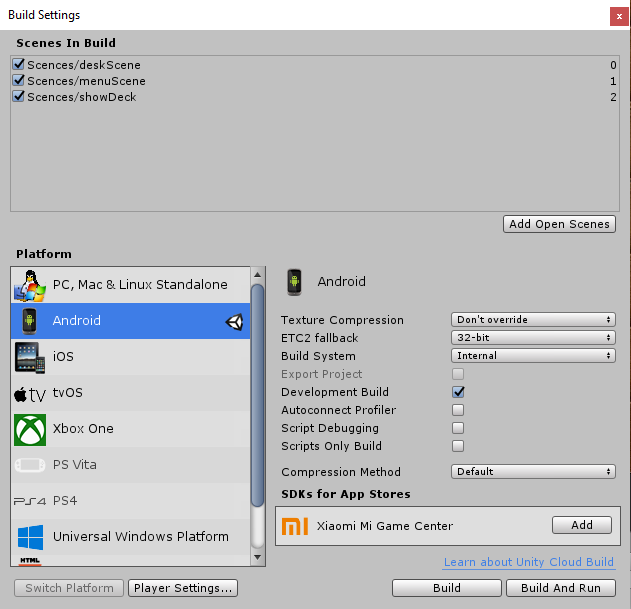 Build Settings
x
Scenes In Build
Scences/deskScene 0
Scences/menuScene 1
Scences/showDeck 2
Add Open Scenes
Platform
PC, Mac & Linux Standalone
Android
iOS
tv tvOS
Xbox One
PS Vita
PS4 PS4
Universal Windows Platform
HTML
Switch Platform
Player Settings...
Android
Texture Compression Don't override
ETC2 fallback 32-bit
Build System Internal
Export Project
Development Build
Autoconnect Profiler
Script Debugging
Scripts Only Build
Compression Method Default
SDKs for App Stores
MI Xiaomi Mi Game Center Add
Learn about Unity Cloud Build
Build
Build And Run